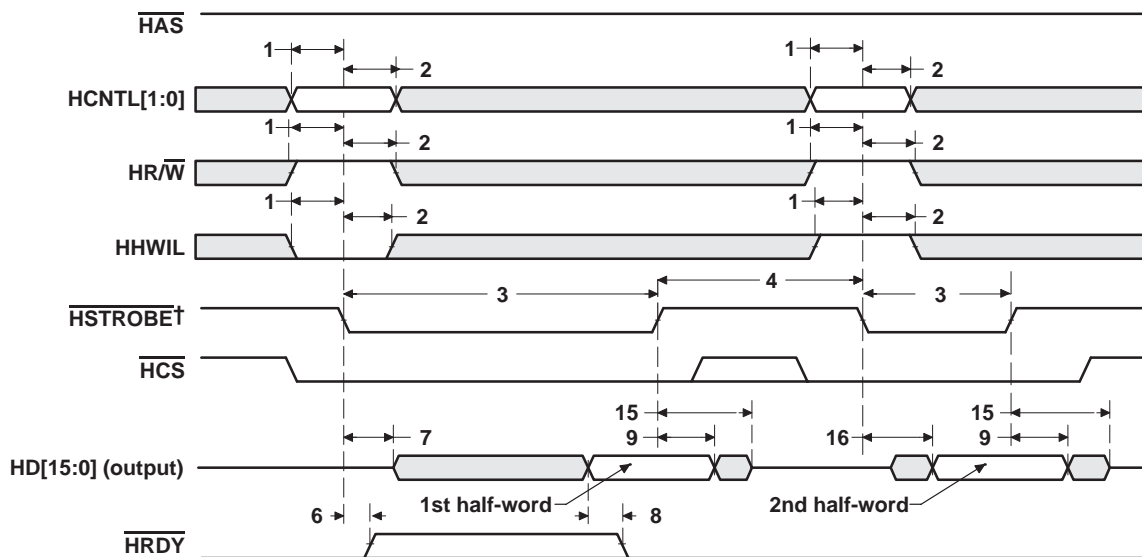 HAS
1 1
2 2
HCNTL[1:0]
1 1
2 2
HR/W
1 1
2 2
HHWIL
3 4 3
HSTROBE†
HCS
15 15
7 9 16 9
HD[15:0] (output)
1st half-word 2nd half-word
6 8
HRDY